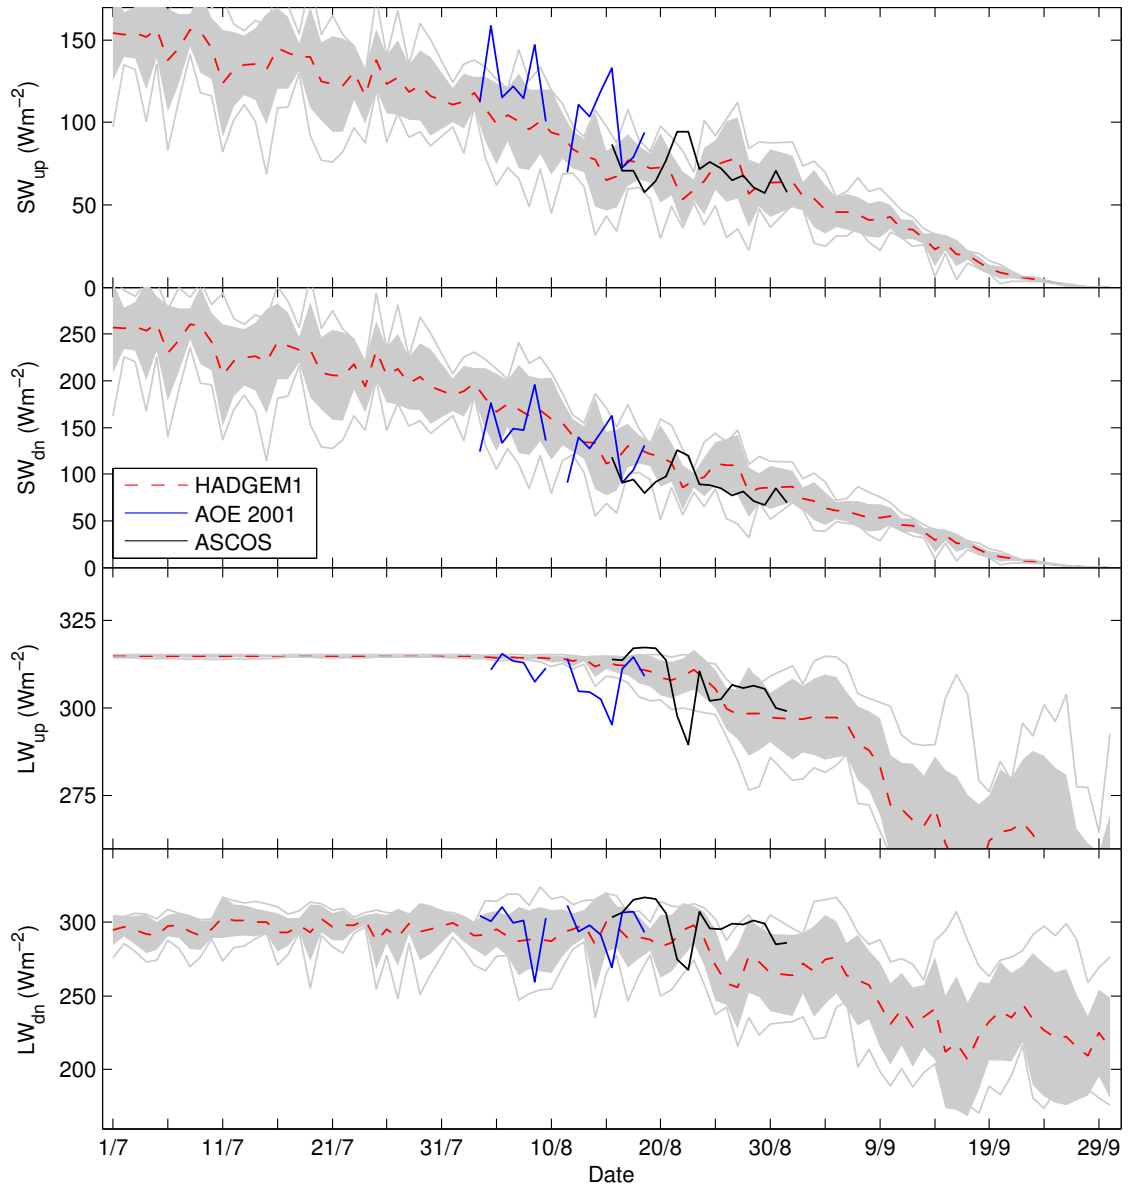 150
100
50
0
SW_up (Wm⁻²)
250
200
150
100
50
0
SW_dn (Wm⁻²)
HADGEM1
AOE 2001
ASCOS
325
300
275
LW_up (Wm⁻²)
300
250
200
LW_dn (Wm⁻²)
1/7 11/7 21/7 31/7 10/8 20/8 30/8 9/9 19/9 29/9
Date